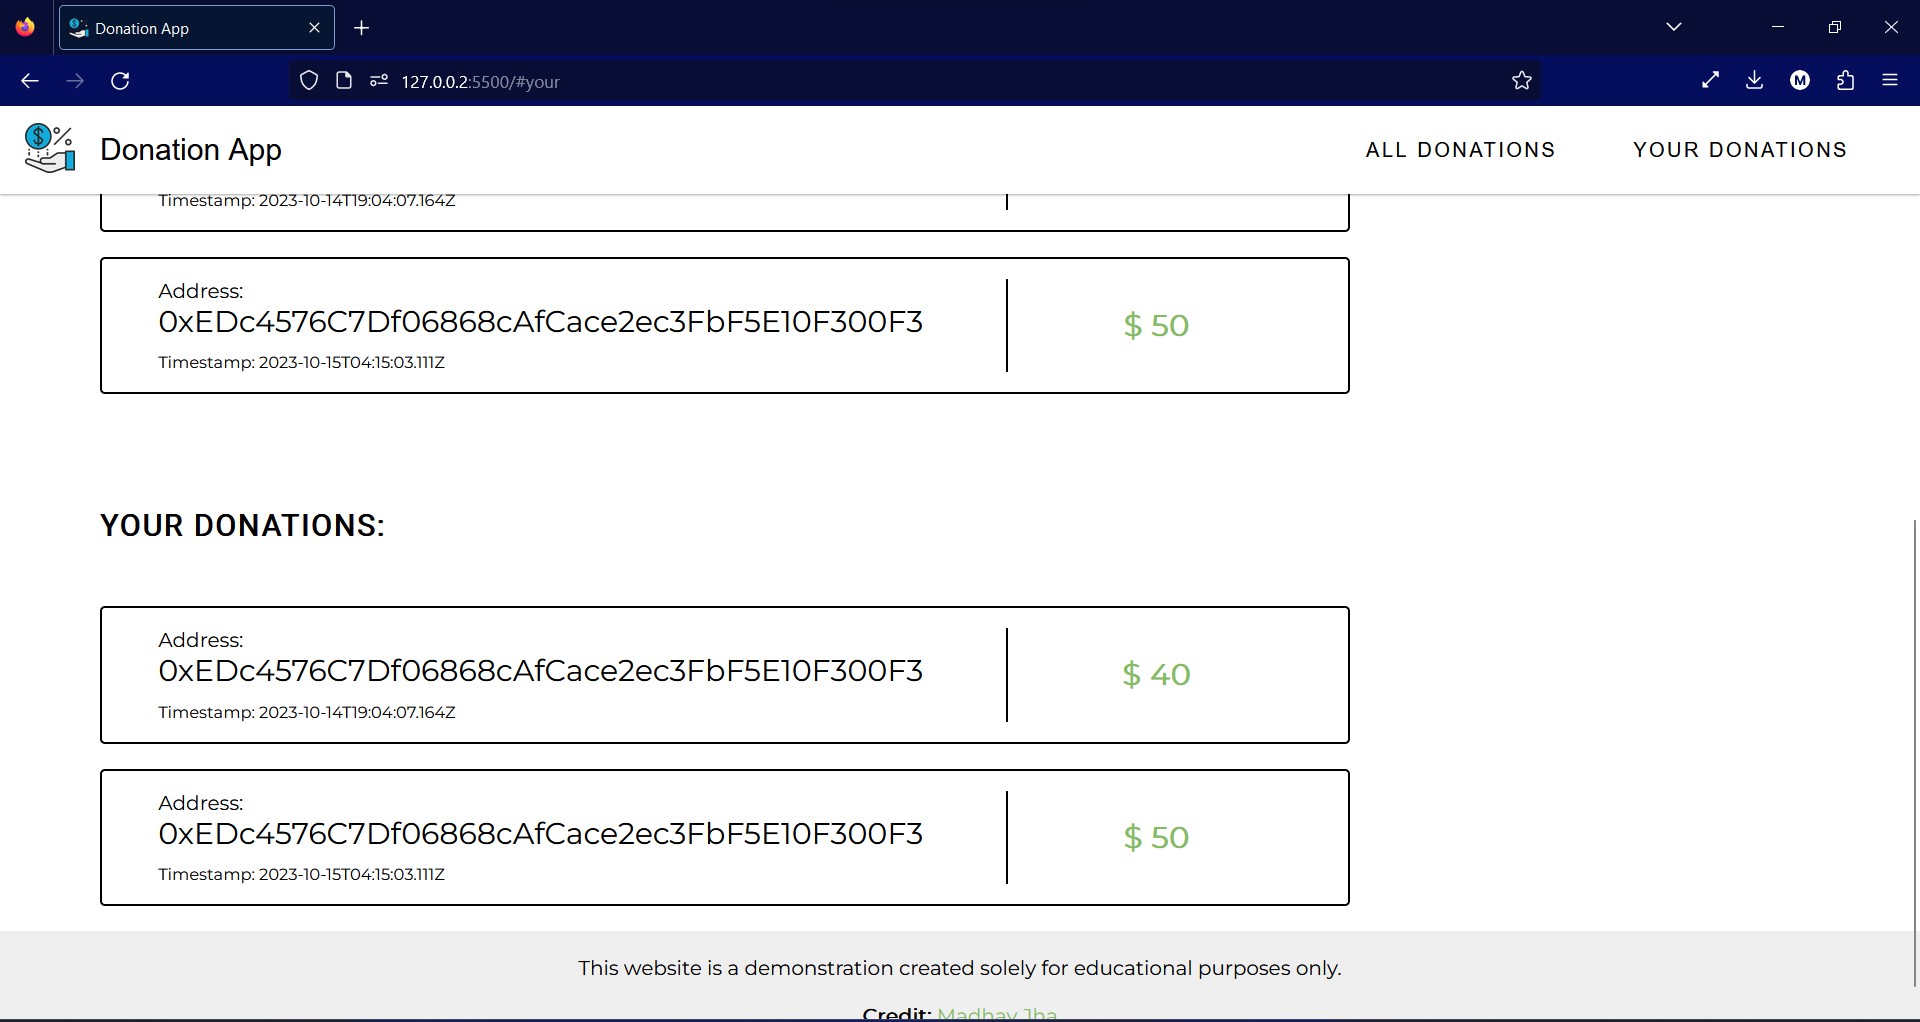 Donation App
127.0.0.2:5500/#your
M
Donation App
ALL DONATIONS
YOUR DONATIONS
Timestamp: 2023-10-14T19:04:07.164Z
Address:
0xEDc4576C7Df06868cAfCace2ec3FbF5E10F300F3
$ 50
Timestamp: 2023-10-15T04:15:03.111Z
YOUR DONATIONS:
Address:
0xEDc4576C7Df06868cAfCace2ec3FbF5E10F300F3
$ 40
Timestamp: 2023-10-14T19:04:07.164Z
Address:
0xEDc4576C7Df06868cAfCace2ec3FbF5E10F300F3
$ 50
Timestamp: 2023-10-15T04:15:03.111Z
This website is a demonstration created solely for educational purposes only.
Credit: Madhav Jha